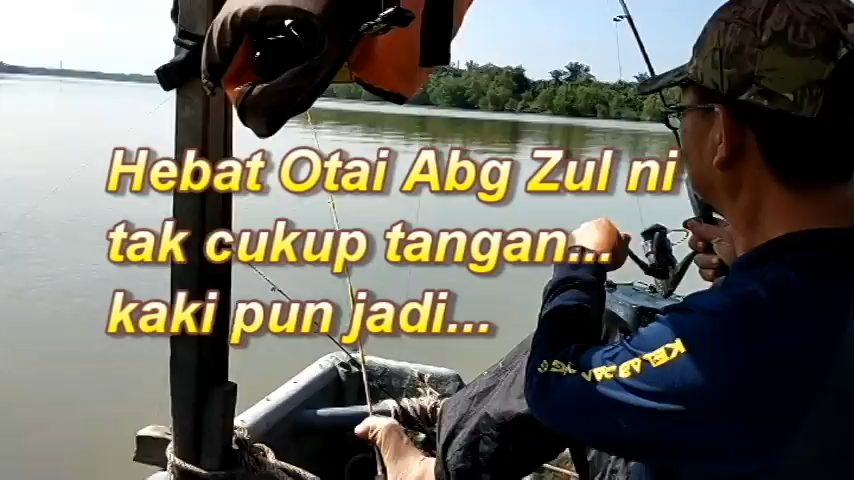 Hebat Otai Abg Zul ni
tak cukup tangan...
kaki pun jadi...